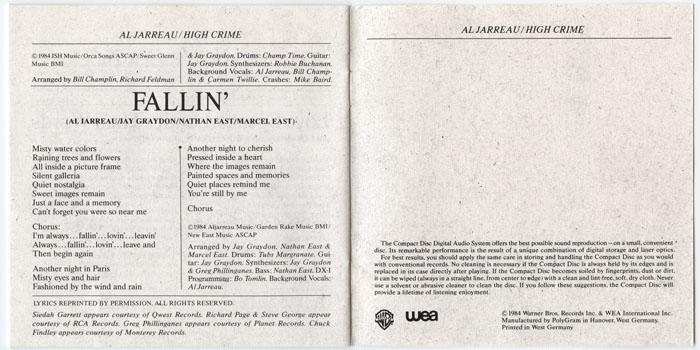 AL JARREAU/HIGH CRIME
©1984 JSH Music/Orca Songs ASCAP/Sweet Glenn
Music BMI
Arranged by Bill Champlin, Richard Feldman
& Jay Graydon. Drums: Champ Time. Guitar:
Jay Graydon. Synthesizers: Robbie Buchanan.
Background Vocals: Al Jarreau, Bill Champ-
lin & Carmen Twillie. Crashes: Mike Baird.
FALLIN'
(AL JARREAU/JAY GRAYDON/NATHAN EAST/MARCEL EAST)
Misty water colors
Raining trees and flowers
All inside a picture frame
Silent galleria
Quiet nostalgia
Sweet images remain
Just a face and a memory
Can't forget you were so near me
Chorus:
I'm always...fallin'...lovin'...leavin'
Always...fallin'...lovin'...leave and
Then begin again
Another night in Paris
Misty eyes and hair
Fashioned by the wind and rain
Another night to cherish
Pressed inside a heart
Where the images remain
Painted spaces and memories
Quiet places remind me
You're still by me
Chorus
©1984 Aljarreau Music/Garden Rake Music BMI/
New East Music ASCAP
Arranged by Jay Graydon, Nathan East &
Marcel East. Drums: Tubs Margranate. Gui-
tar: Jay Graydon. Synthesizers: Jay Graydon
& Greg Phillinganes. Bass: Nathan East. DX-1
Programming: Bo Tomlin. Background Vocals:
Al Jarreau.
LYRICS REPRINTED BY PERMISSION. ALL RIGHTS RESERVED.
Siedah Garrett appears courtesy of Qwest Records. Richard Page & Steve George appear
courtesy of RCA Records. Greg Phillinganes appears courtesy of Planet Records. Chuck
Findley appears courtesy of Monterey Records.
AL JARREAU/HIGH CRIME
The Compact Disc Digital Audio System offers the best possible sound reproduction—on a small, convenient
disc. Its remarkable performance is the result of a unique combination of digital storage and laser optics.
For best results, you should apply the same care in storing and handling the Compact Disc as you would
with conventional records. No cleaning is necessary if the Compact Disc is always held by its edges and is
replaced in its case directly after playing. If the Compact Disc becomes soiled by fingerprints, dust or dirt,
it can be wiped (always in a straight line, from center to edge) with a clean and lint-free, soft, dry cloth. Never
use a solvent or abrasive cleaner to clean the disc. If you follow these suggestions, the Compact Disc will
provide a lifetime of listening enjoyment.
wea
©1984 Warner Bros. Records Inc. & WEA International Inc.
Manufactured by PolyGram in Hanover, West Germany.
Printed in West Germany